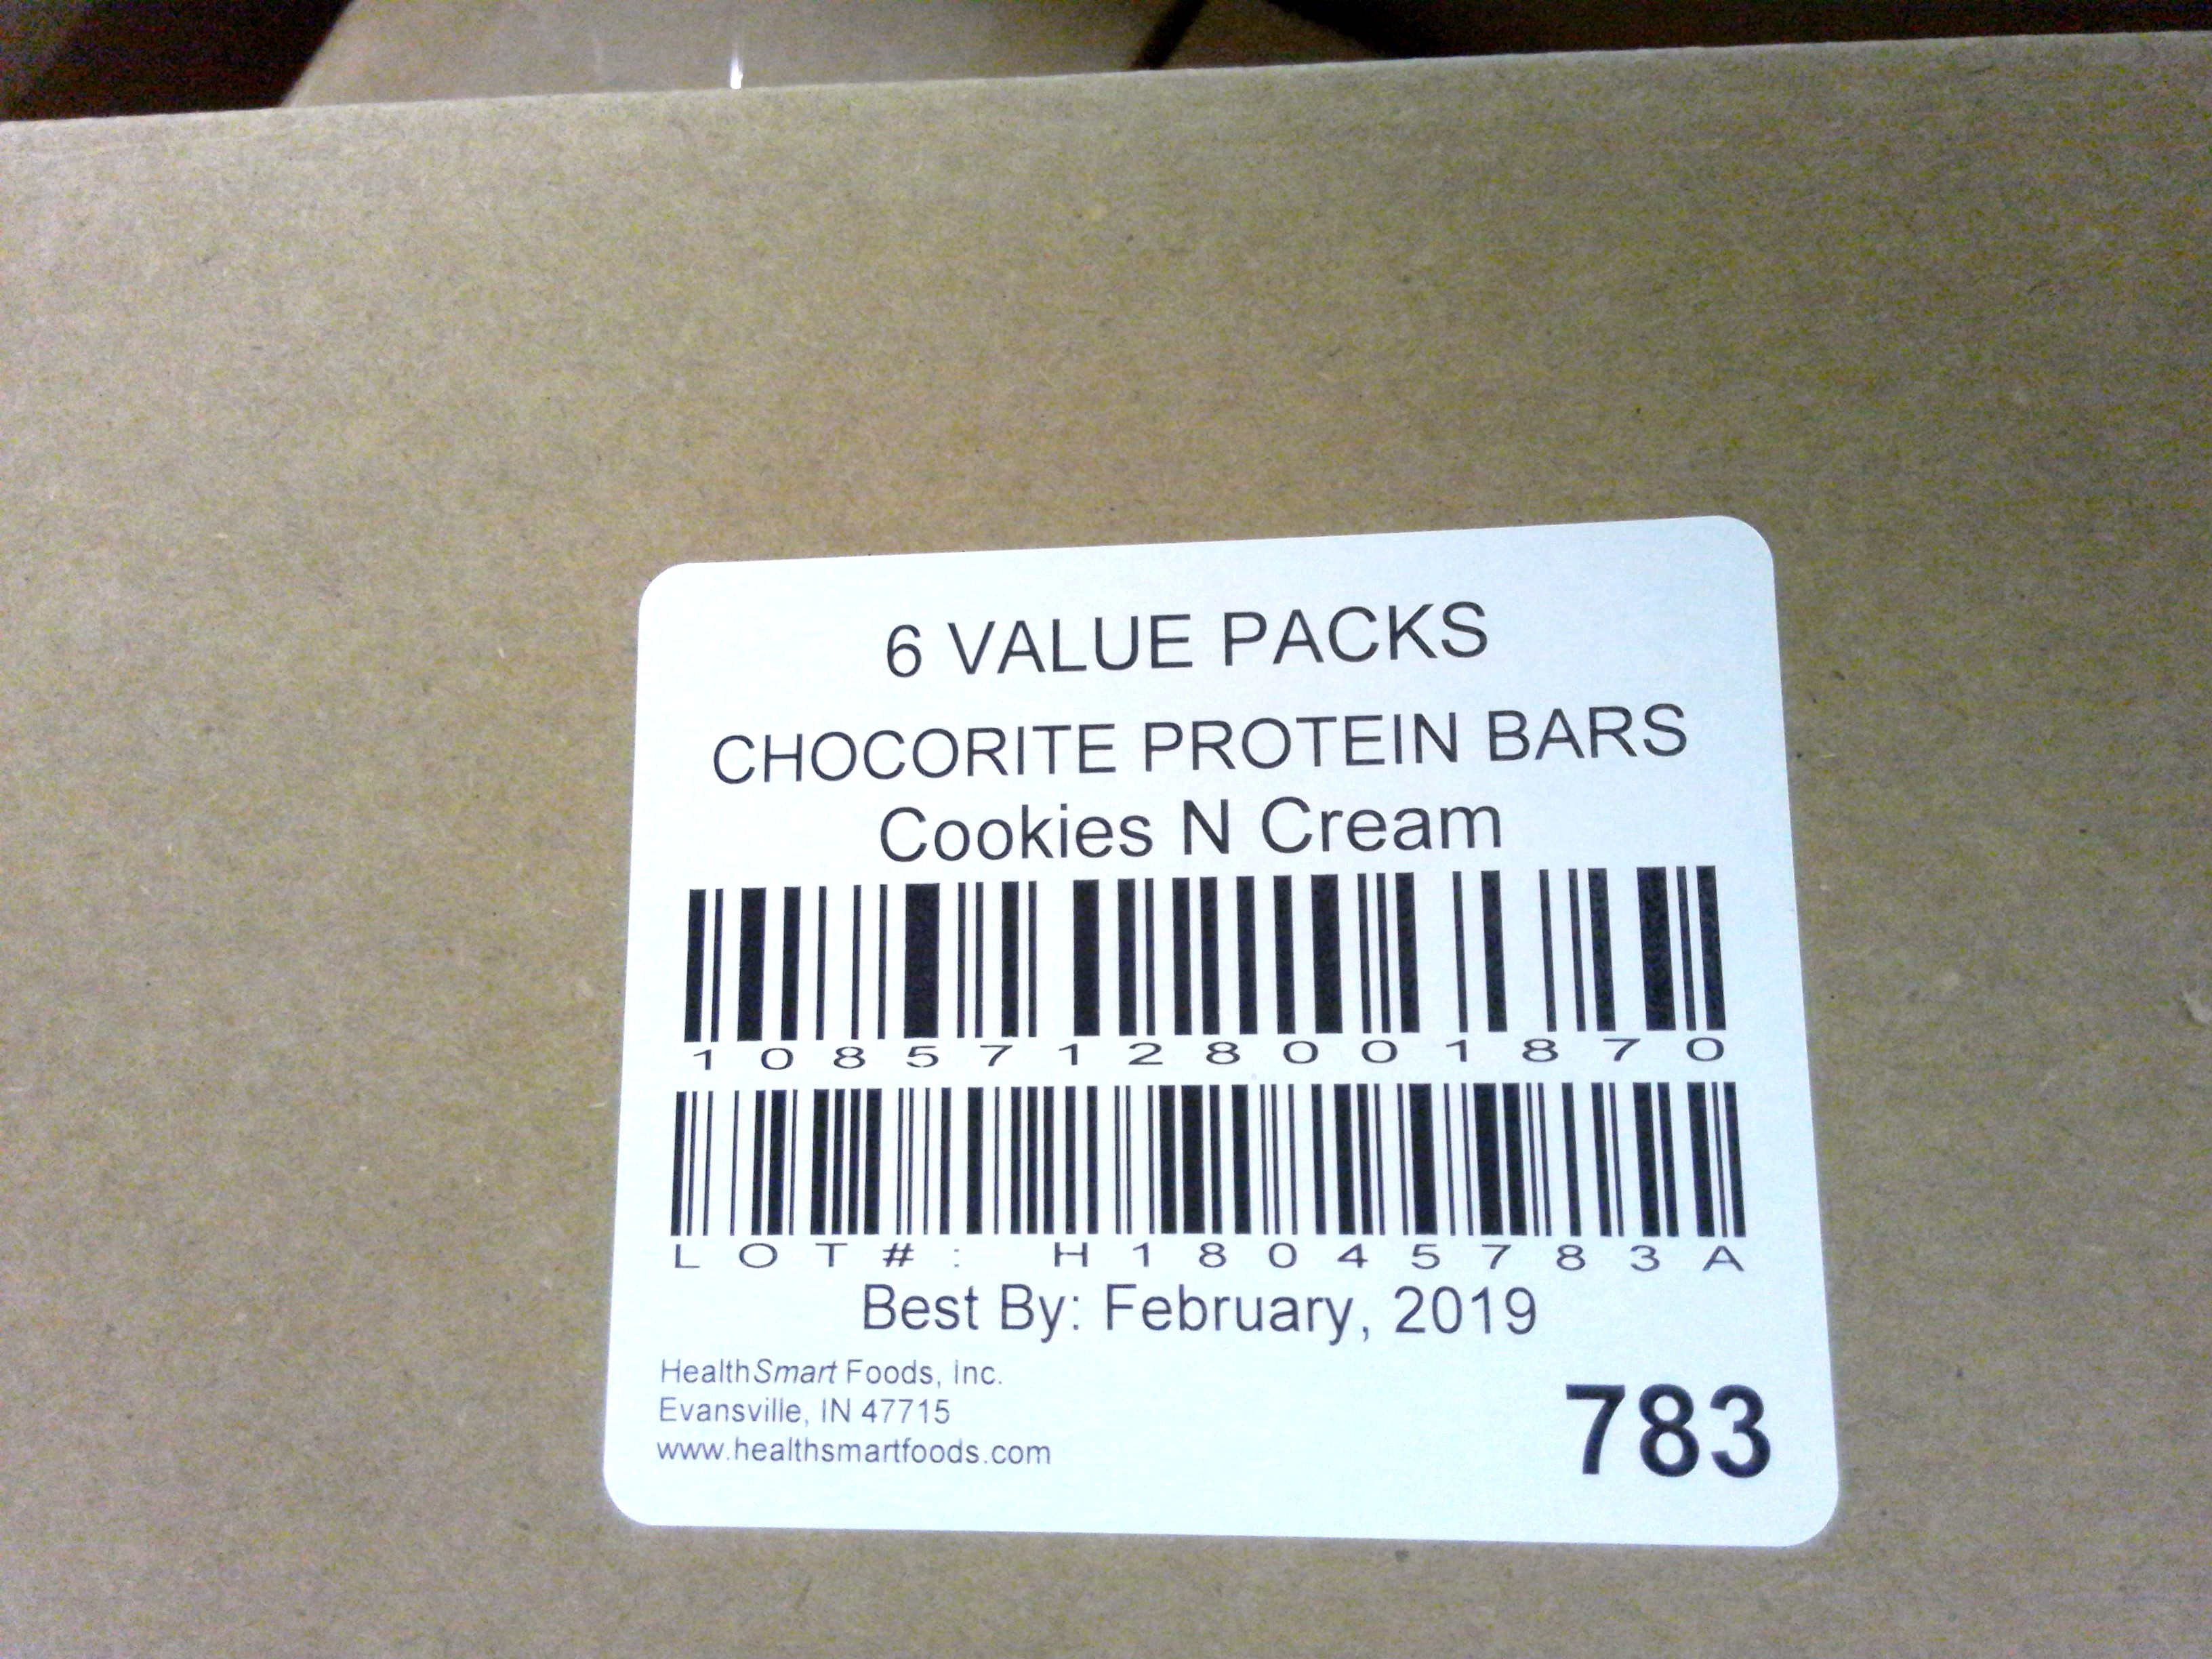 6 VALUE PACKS
CHOCORITE PROTEIN BARS
Cookies N Cream
10857128001870
LOT#: H18045783A
Best By: February, 2019
HealthSmart Foods, Inc.
Evansville, IN 47715
www.healthsmartfoods.com
783